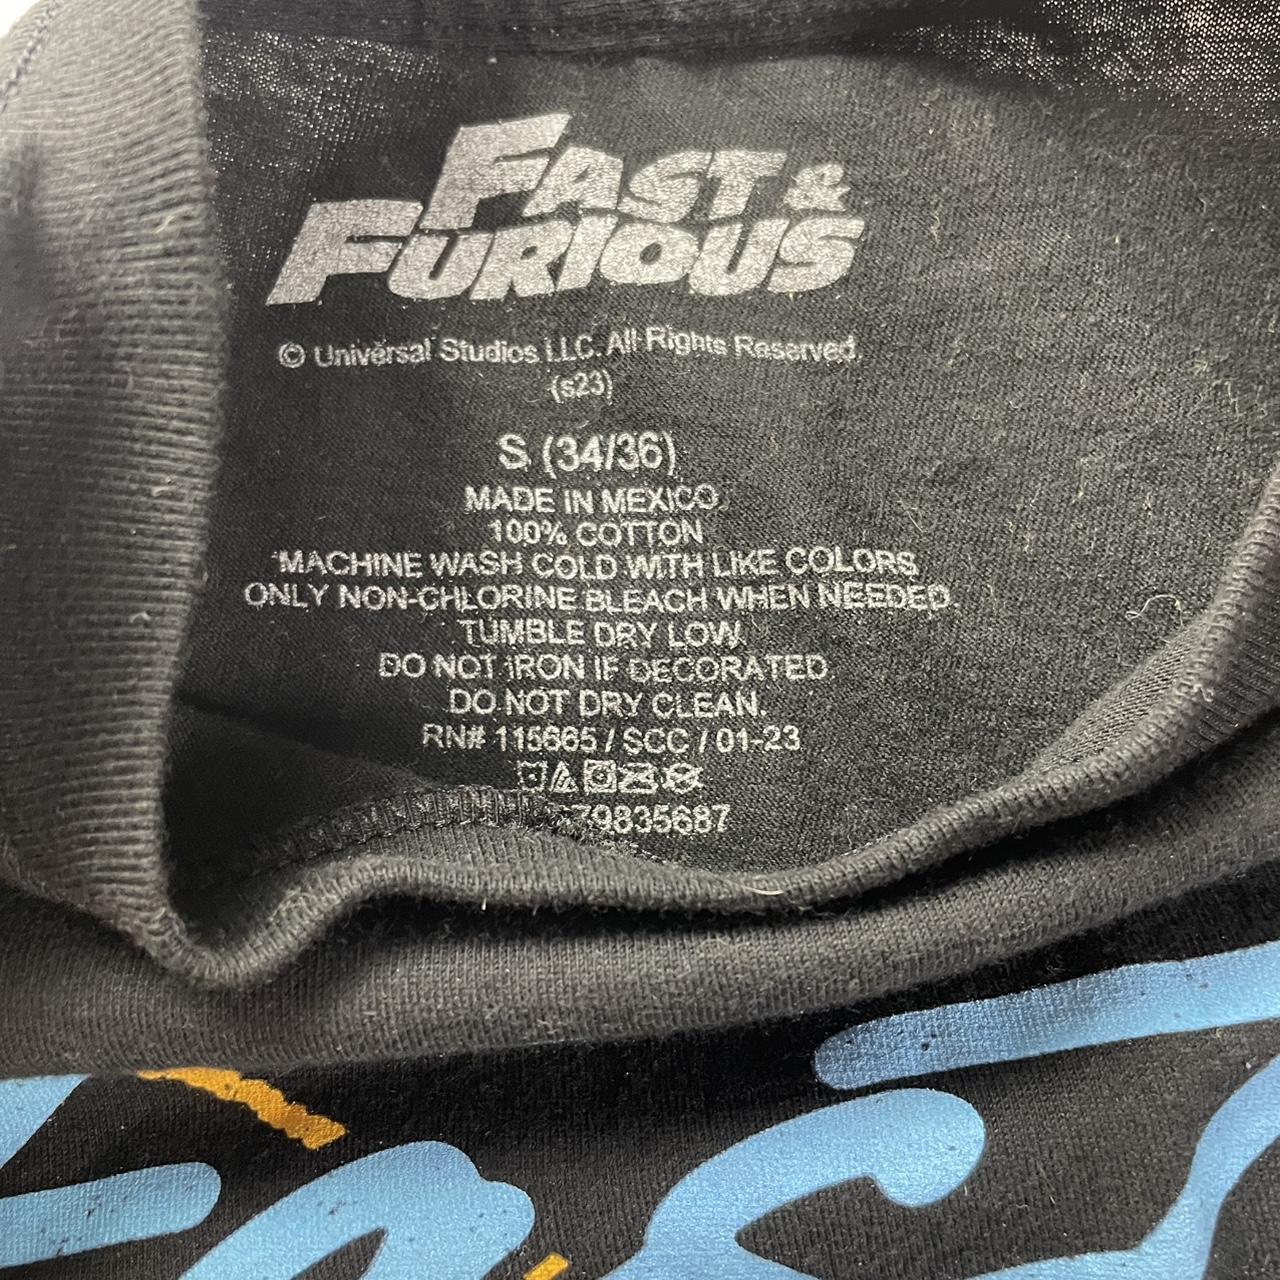 FAST &
FURIOUS
© Universal Studios LLC. All Rights Reserved.
(s23)
S (34/36)
MADE IN MEXICO
100% COTTON
MACHINE WASH COLD WITH LIKE COLORS
ONLY NON-CHLORINE BLEACH WHEN NEEDED.
TUMBLE DRY LOW.
DO NOT IRON IF DECORATED.
DO NOT DRY CLEAN.
RN# 115665 / SCC / 01-23
79835687